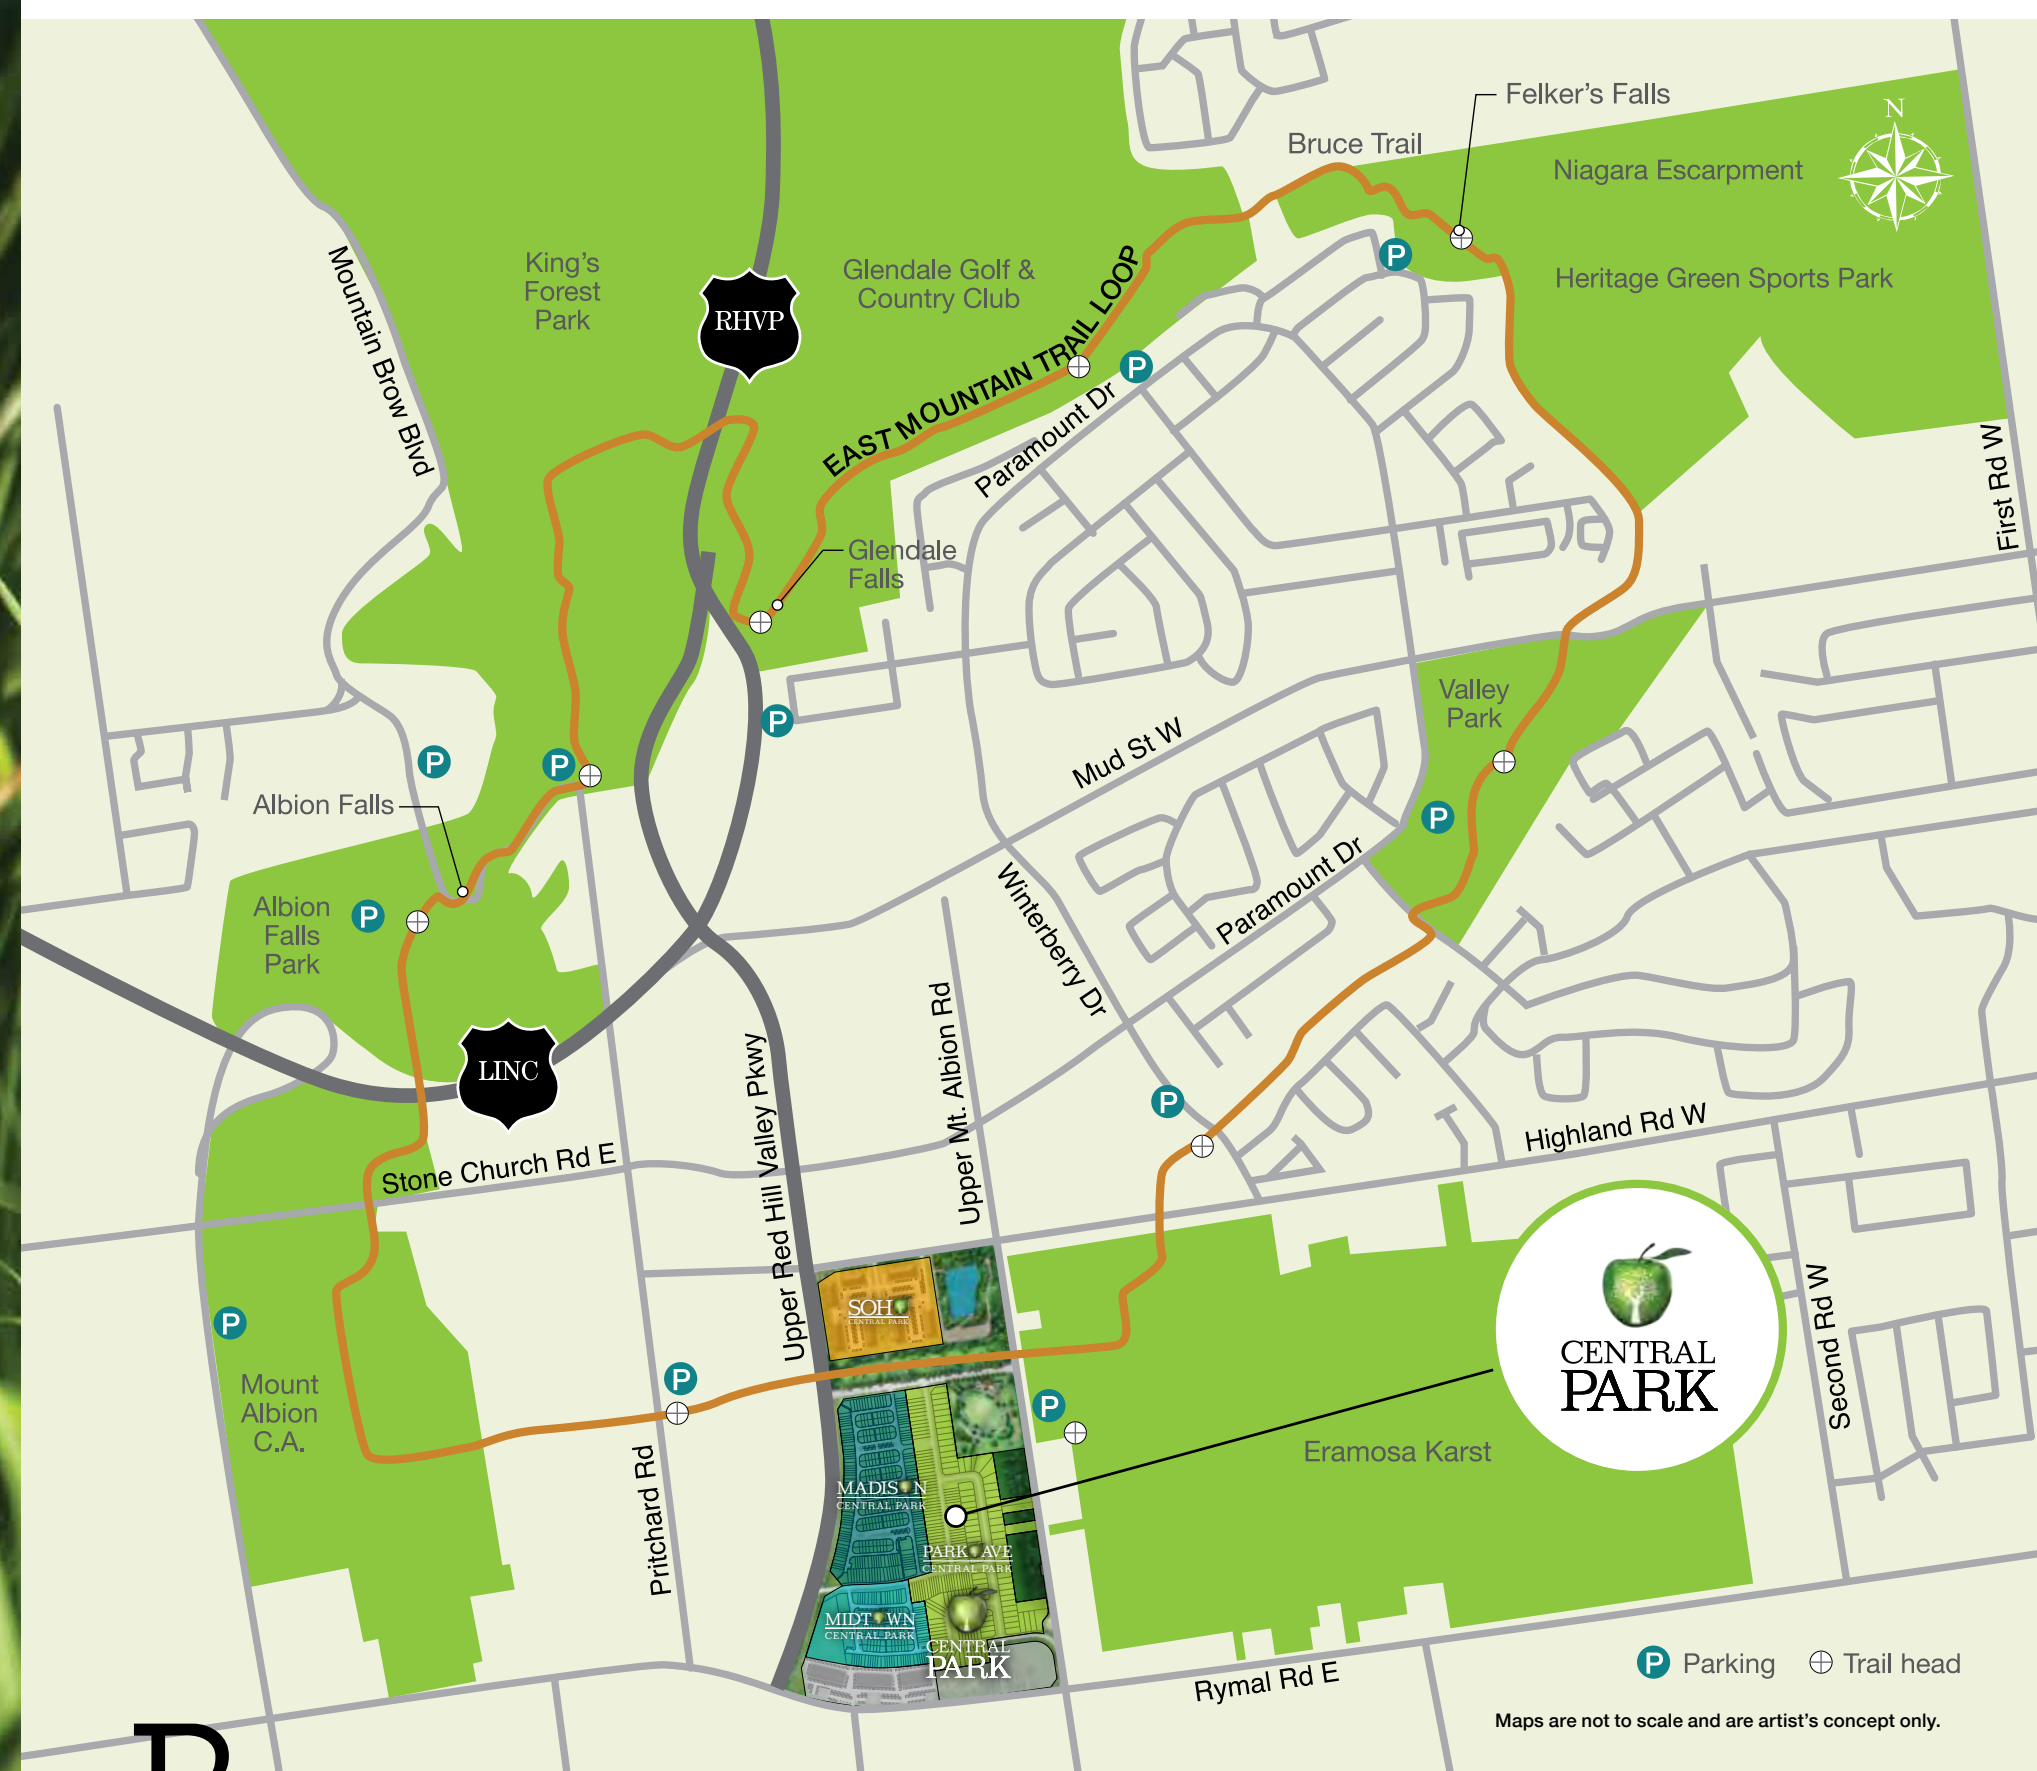 Felker's Falls
N
Bruce Trail
Niagara Escarpment
King's
Forest
Park
Glendale Golf &
Country Club
Heritage Green Sports Park
RHVP
Mountain Brow Blvd
EAST MOUNTAIN TRAIL LOOP
P
P
Paramount Dr
First Rd W
Glendale
Falls
Valley
Park
P
P
P
Mud St W
Albion Falls
P
Paramount Dr
Albion
Falls
Park
P
Winterberry Dr
Upper Mt. Albion Rd
LINC
Upper Red Hill Valley Pkwy
P
Highland Rd W
Stone Church Rd E
SOHO
CENTRAL PARK
CENTRAL
PARK
Second Rd W
P
Mount
Albion
C.A.
P
P
Eramosa Karst
Pritchard Rd
MADISON
CENTRAL PARK
PARK AVE
CENTRAL PARK
MIDTOWN
CENTRAL PARK
CENTRAL
PARK
Rymal Rd E
P Parking
Trail head
Maps are not to scale and are artist's concept only.